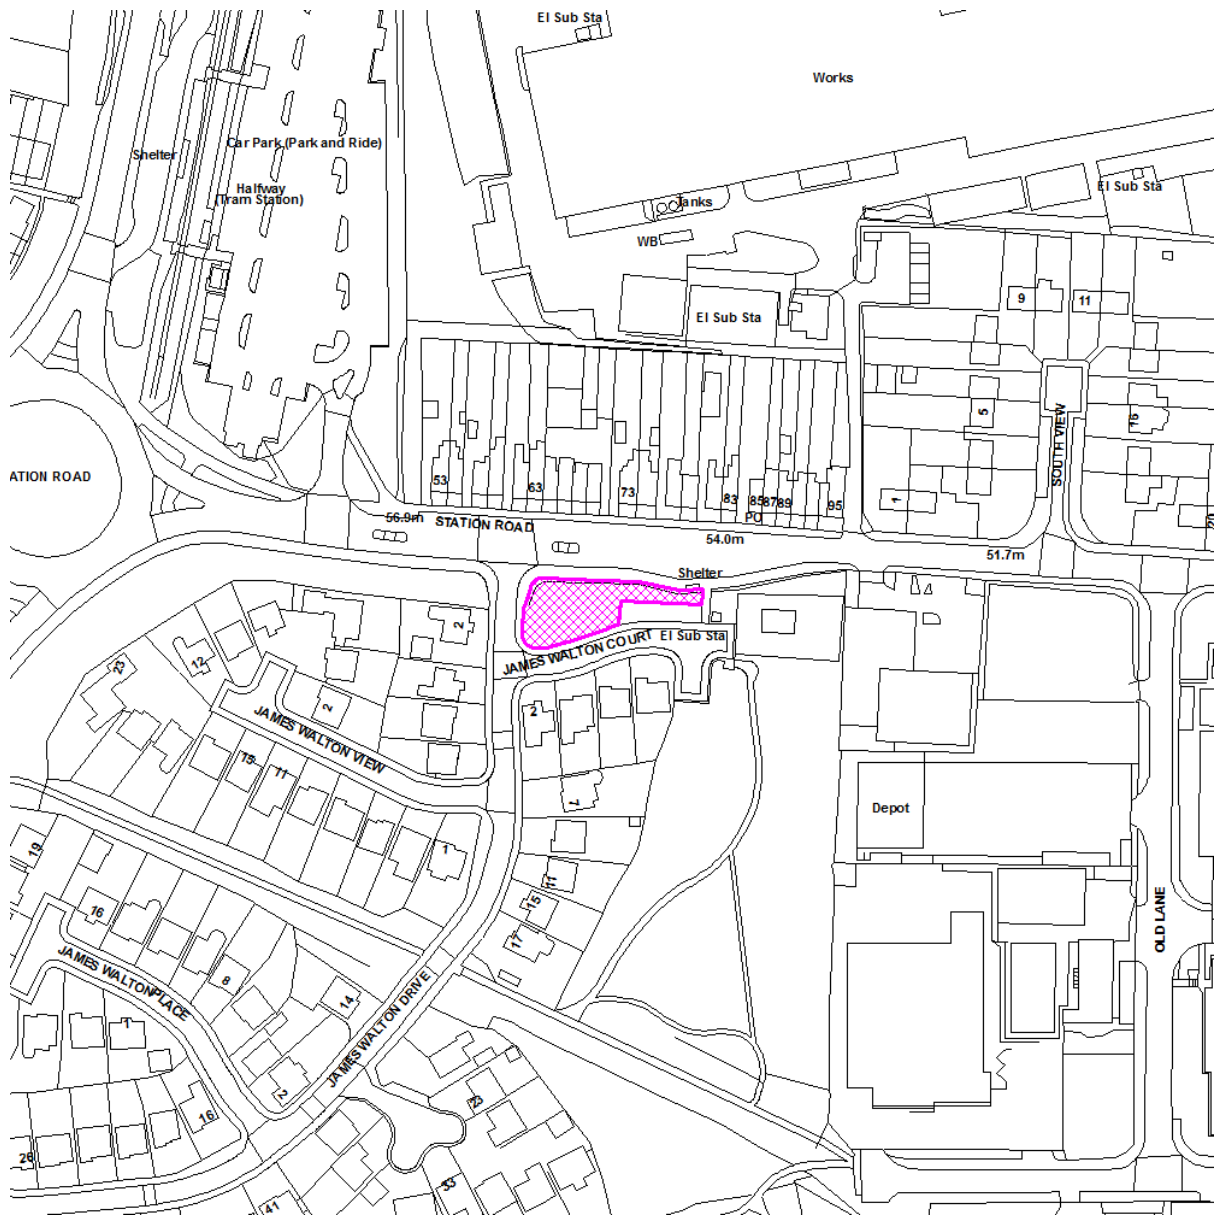 El Sub Sta
Works
Car Park (Park and Ride)
Shelter
Halfway
(Tram Station)
El Sub Sta
Tanks
WB
9
11
El Sub Sta
5
16
SOUTH VIEW
ATION ROAD
53
63
73
83
85
87
89
95
1
20
PO
56.9m
STATION ROAD
54.0m
51.7m
Shelter
2
El Sub Sta
JAMES WALTON COURT
12
23
2
2
JAMES WALTON VIEW
15
11
7
Depot
1
19
11
15
16
17
OLD LANE
JAMES WALTON PLACE
8
14
JAMES WALTON DRIVE
1
2
23
16
26
33
41